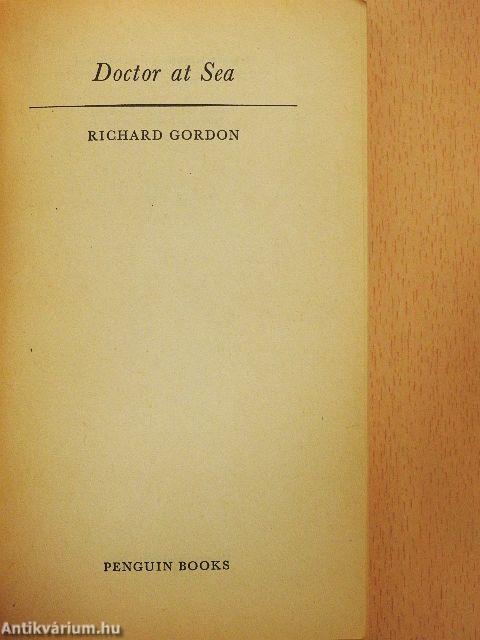 Doctor at Sea
RICHARD GORDON
PENGUIN BOOKS
Antikvárium.hu